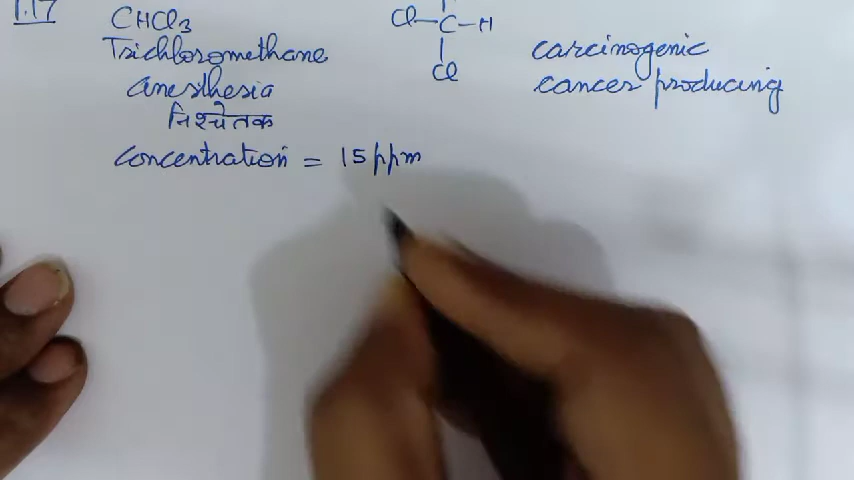 1.17
CHCl3
Trichloromethane
Anesthesia
निश्चेतक
Concentration = 15 ppm
Cl-C-H
Cl
carcinogenic
cancer producing